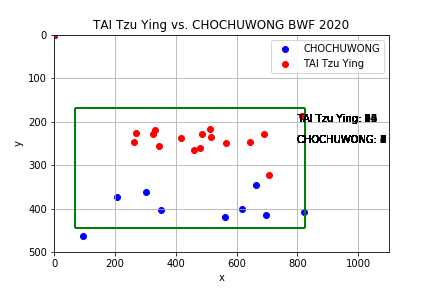 TAI Tzu Ying vs. CHOCHUWONG BWF 2020
0
100
200
300
400
500
y
0
200
400
600
800
1000
x
CHOCHUWONG
TAI Tzu Ying
TAI Tzu Ying:
CHOCHUWONG: